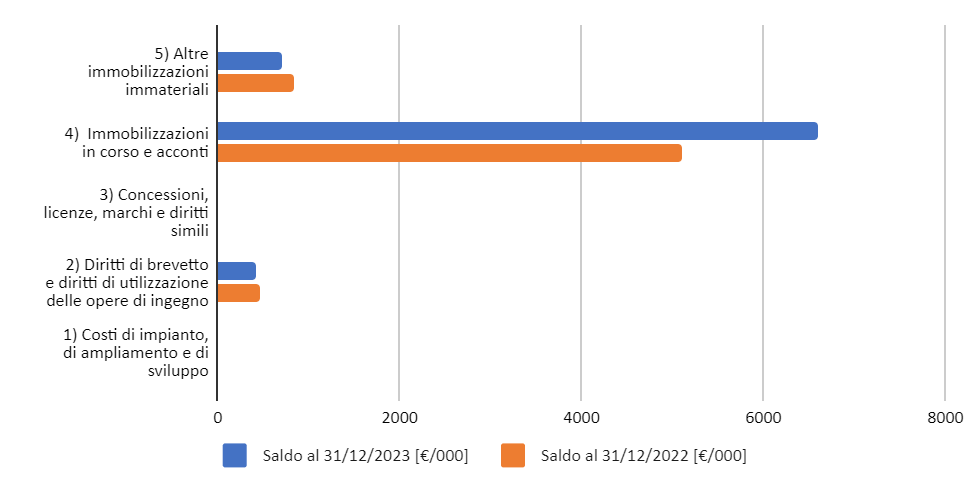 5) Altre
immobilizzazioni
immateriali
4)  Immobilizzazioni
in corso e acconti
3) Concessioni,
licenze, marchi e diritti
simili
2) Diritti di brevetto
e diritti di utilizzazione
delle opere di ingegno
1) Costi di impianto,
di ampliamento e di
sviluppo
0 2000 4000 6000 8000
Saldo al 31/12/2023 [€/000] Saldo al 31/12/2022 [€/000]